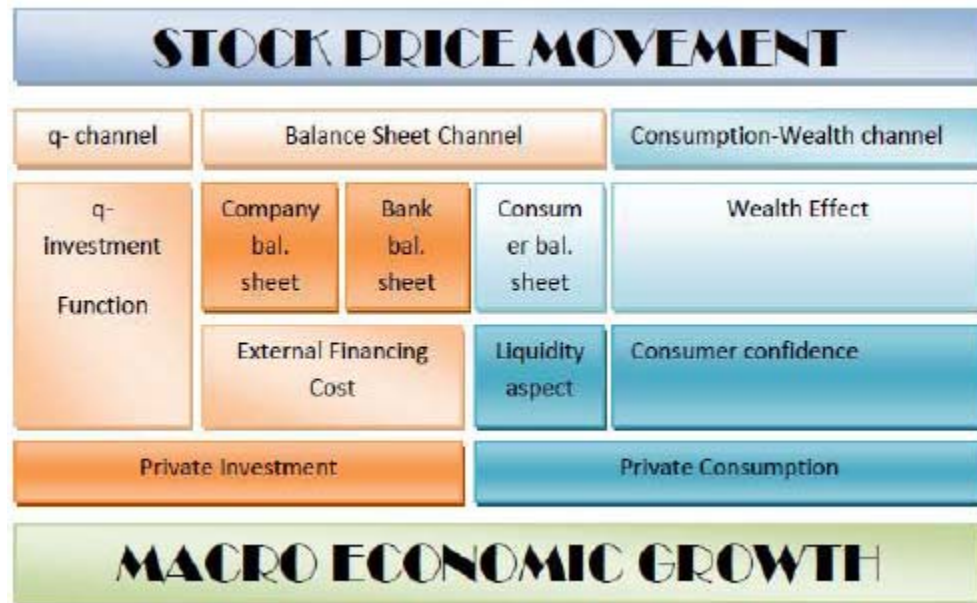 STOCK PRICE MOVEMENT
q- channel
Balance Sheet Channel
Consumption-Wealth channel
q-
investment
Function
Company
bal.
sheet
Bank
bal.
sheet
Consum
er bal.
sheet
Wealth Effect
External Financing
Cost
Liquidity
aspect
Consumer confidence
Private Investment
Private Consumption
MACRO ECONOMIC GROWTH